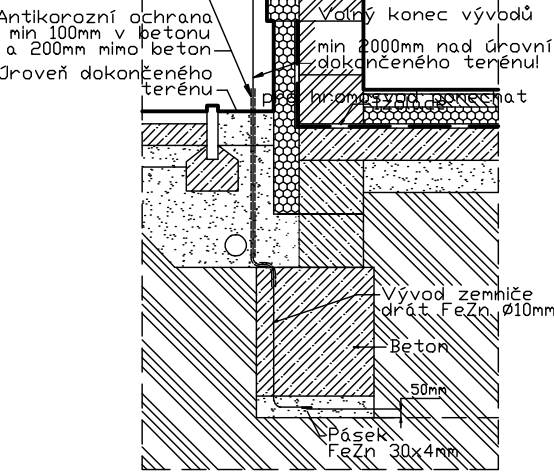 Antikorozní ochrana
min 100mm v betonu
a 200mm mimo beton
Úroveň dokončeného
terénu
Volný konec vývodů
min 2000mm nad úrovní
dokončeného terénu!
pro hromosvod ponechat
Izolace
Vývod zemniče
drát FeZn Ø10mm
Beton
50mm
Pásek
FeZn 30x4mm